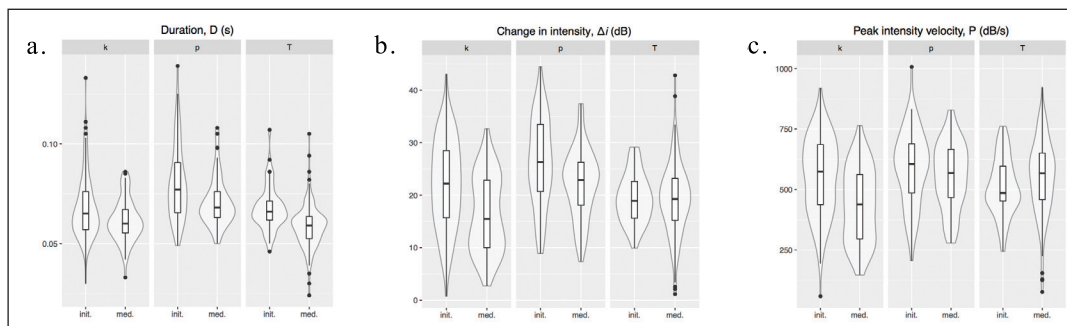 a.
Duration, D (s)
k p T
0.10
0.05
init. med. init. med. init. med.
b.
Change in intensity, Δi (dB)
k p T
40
30
20
10
0
init. med. init. med. init. med.
c.
Peak intensity velocity, P (dB/s)
k p T
1000
750
500
250
init. med. init. med. init. med.